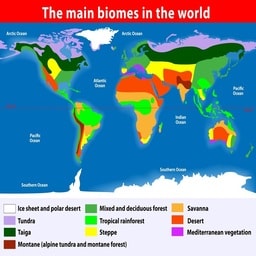 The main biomes in the world
Arctic Ocean
Arctic Ocean
Atlantic
Ocean
Pacific
Ocean
Indian
Ocean
Pacific
Ocean
Southern Ocean
Southern Ocean
Ice sheet and polar desert
Mixed and deciduous forest
Savanna
Tundra
Tropical rainforest
Desert
Taiga
Steppe
Mediterranean vegetation
Montane (alpine tundra and montane forest)